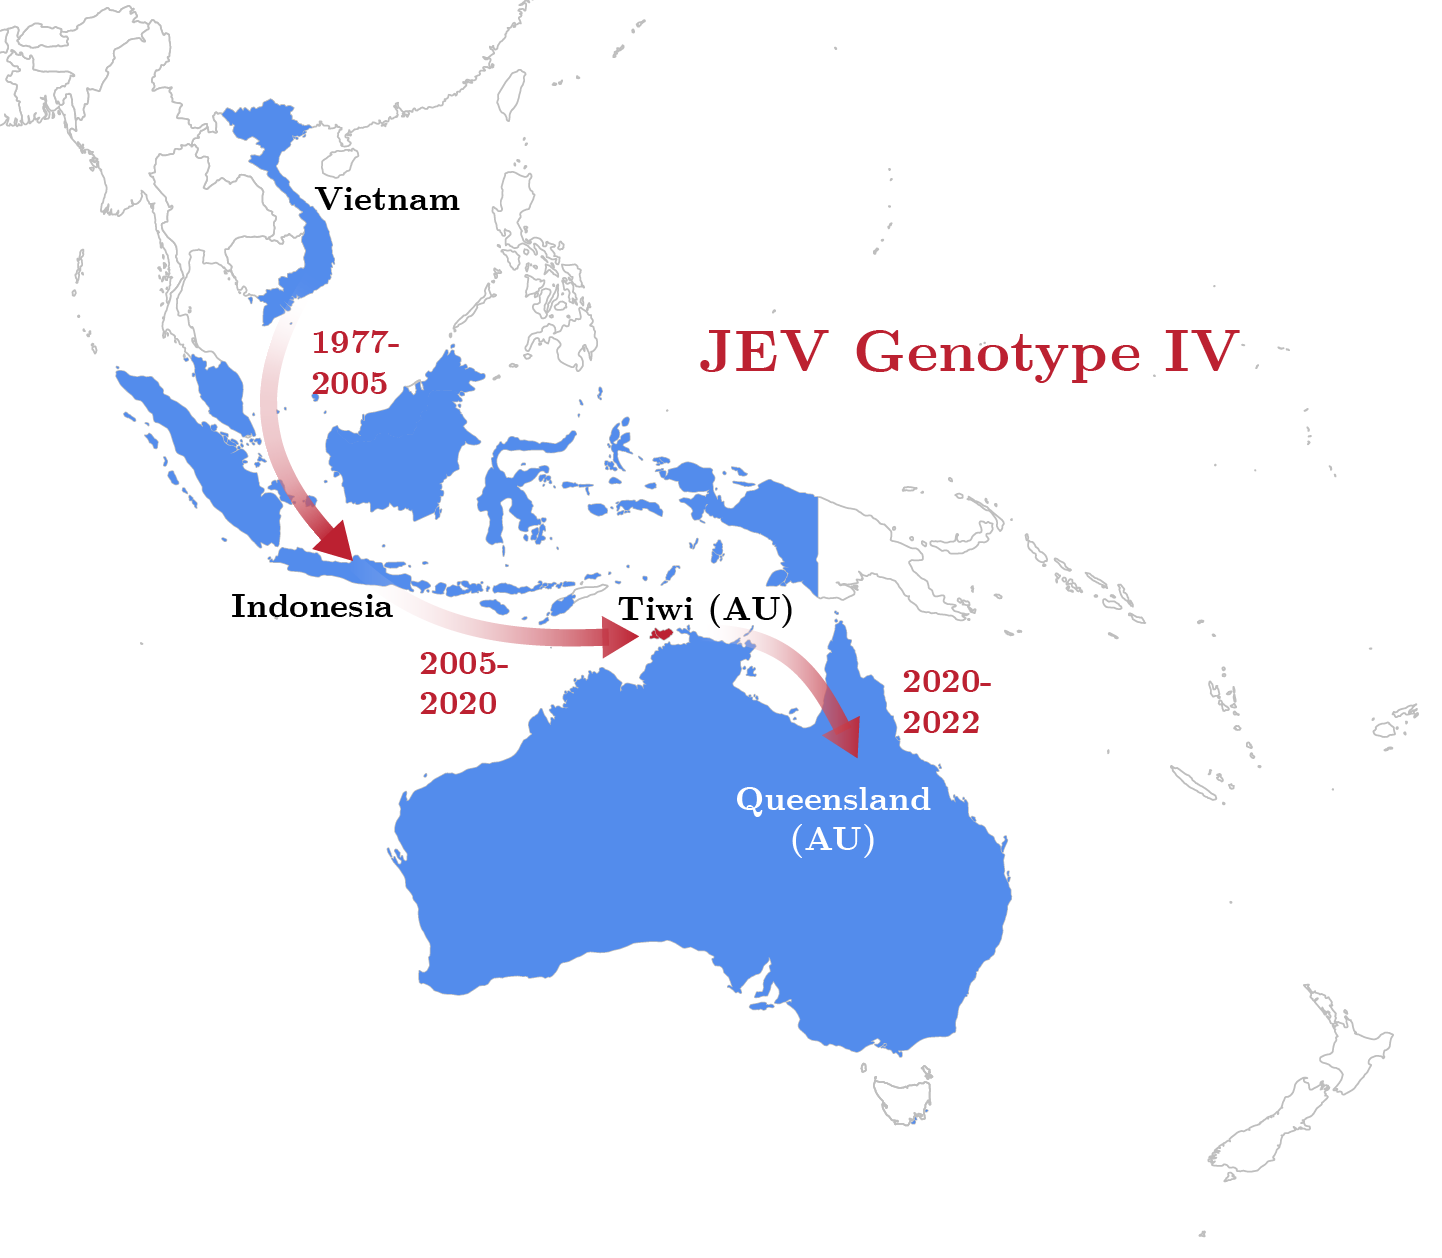 Vietnam
1977-
2005
JEV Genotype IV
Indonesia
Tiwi (AU)
2005-
2020
2020-
2022
Queensland
(AU)